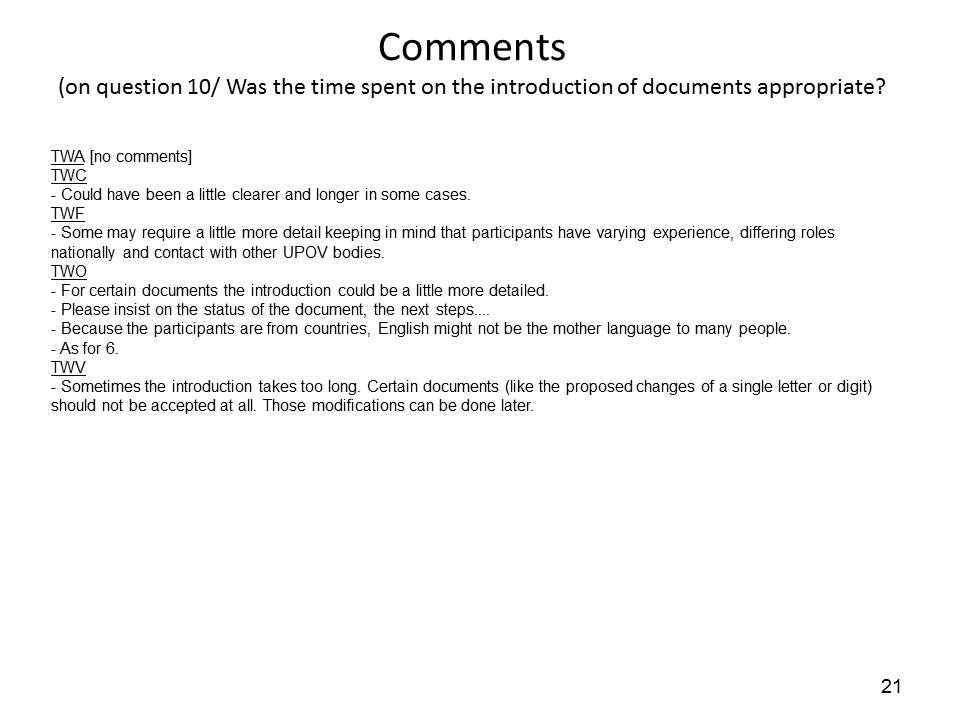 Comments
(on question 10/ Was the time spent on the introduction of documents appropriate?
TWA [no comments]
TWC
- Could have been a little clearer and longer in some cases.
TWF
- Some may require a little more detail keeping in mind that participants have varying experience, differing roles
nationally and contact with other UPOV bodies.
TWO
- For certain documents the introduction could be a little more detailed.
- Please insist on the status of the document, the next steps....
- Because the participants are from countries, English might not be the mother language to many people.
- As for 6.
TWV
- Sometimes the introduction takes too long. Certain documents (like the proposed changes of a single letter or digit)
should not be accepted at all. Those modifications can be done later.
21